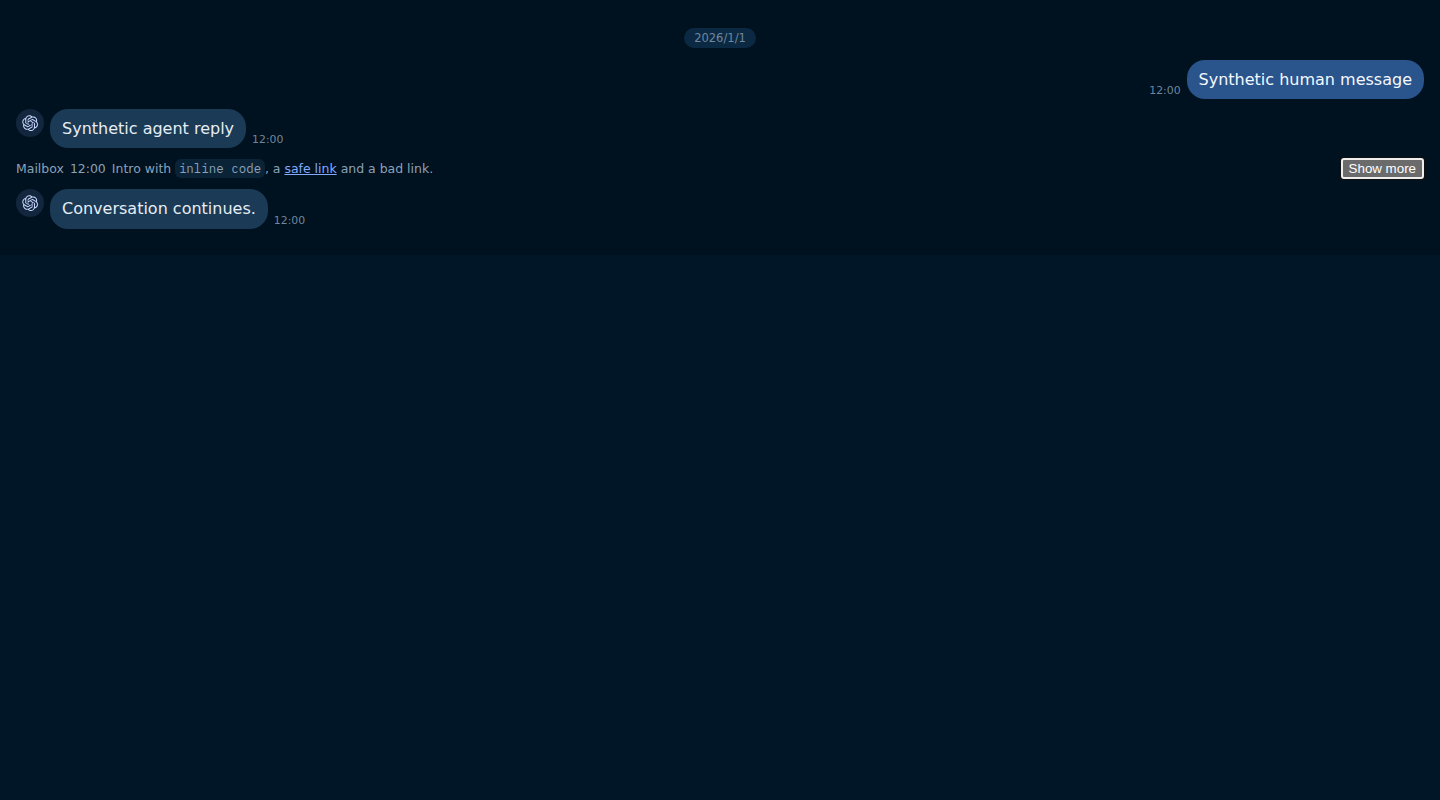 2026/1/1
12:00 Synthetic human message
Synthetic agent reply 12:00
Mailbox 12:00 Intro with inline code, a safe link and a bad link. Show more
Conversation continues. 12:00